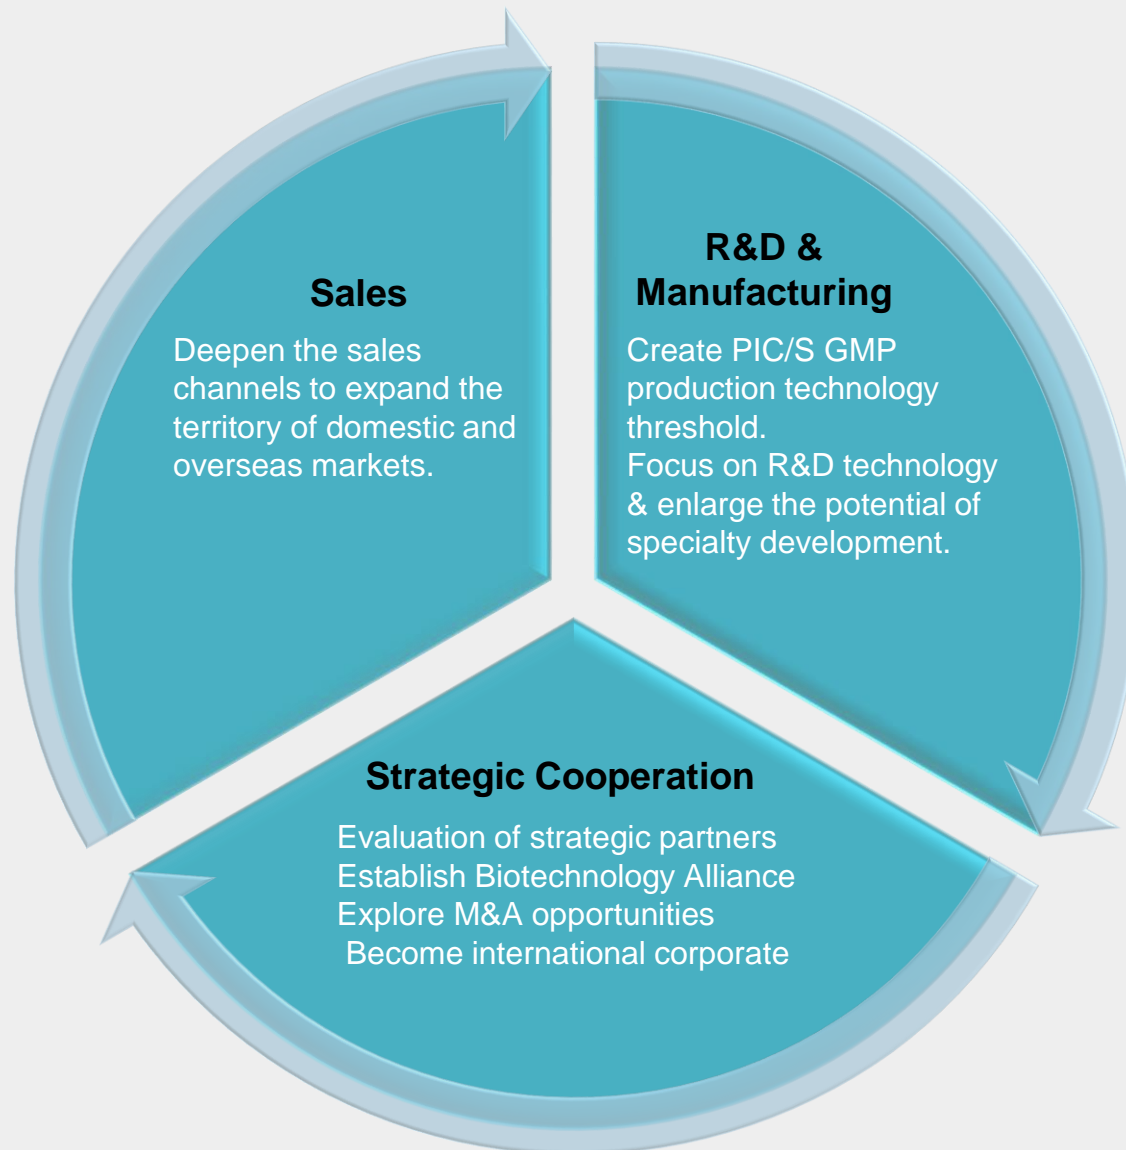 Sales
Deepen the sales
channels to expand the
territory of domestic and
overseas markets.
R&D &
Manufacturing
Create PIC/S GMP
production technology
threshold.
Focus on R&D technology
& enlarge the potential of
specialty development.
Strategic Cooperation
Evaluation of strategic partners
Establish Biotechnology Alliance
Explore M&A opportunities
Become international corporate